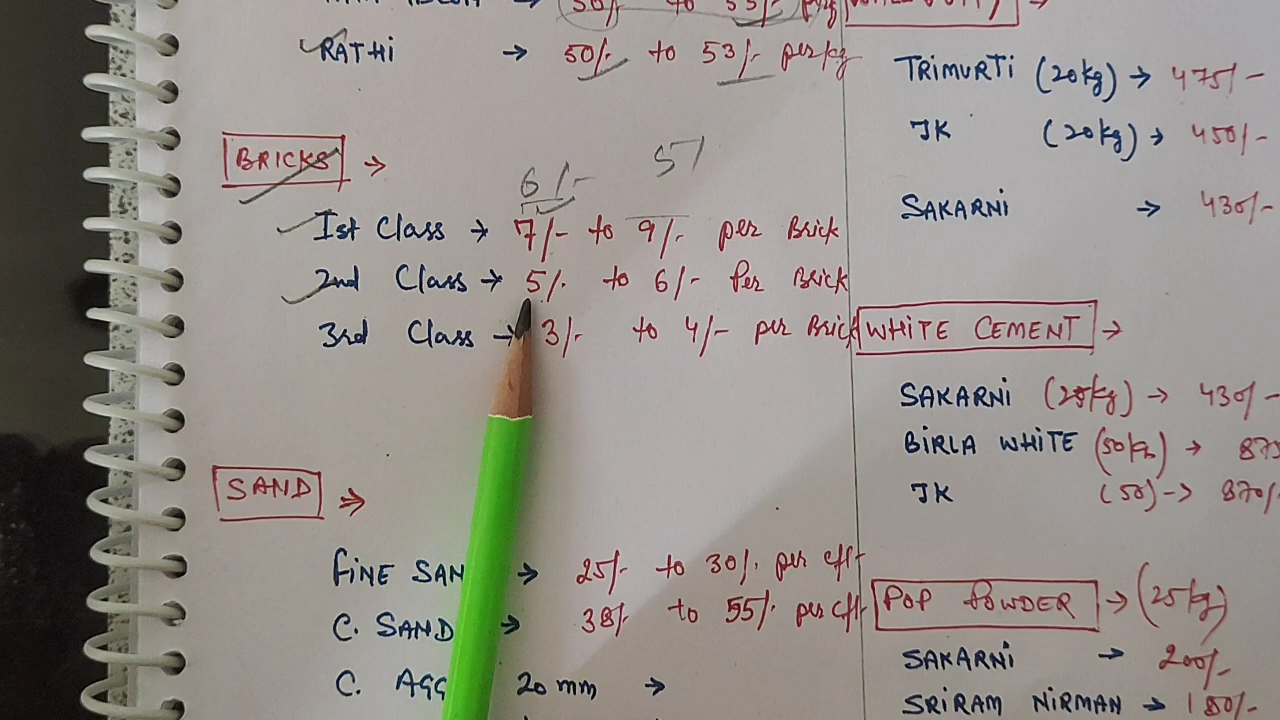 RATHI → 50/- to 53/- per kg
BRICKS →
6/- 57
Ist Class → 7/- to 9/- per Brick
2nd Class → 5/- to 6/- Per Brick
3rd Class → 3/- to 4/- per Brick
SAND ⇒
FINE SAN → 25/- to 30/- per cft
C. SAND → 38/- to 55/- per cft
C. AGG 20 mm →
TRIMURTI (20kg) → 475/-
JK (20kg) → 450/-
SAKARNI → 430/-
WHITE CEMENT →
SAKARNI (25kg) → 430/-
BIRLA WHITE (50kg) → 875
JK (50) → 870/-
POP POWDER → (25kg)
SAKARNI → 200/-
SRIRAM NIRMAN → 180/-